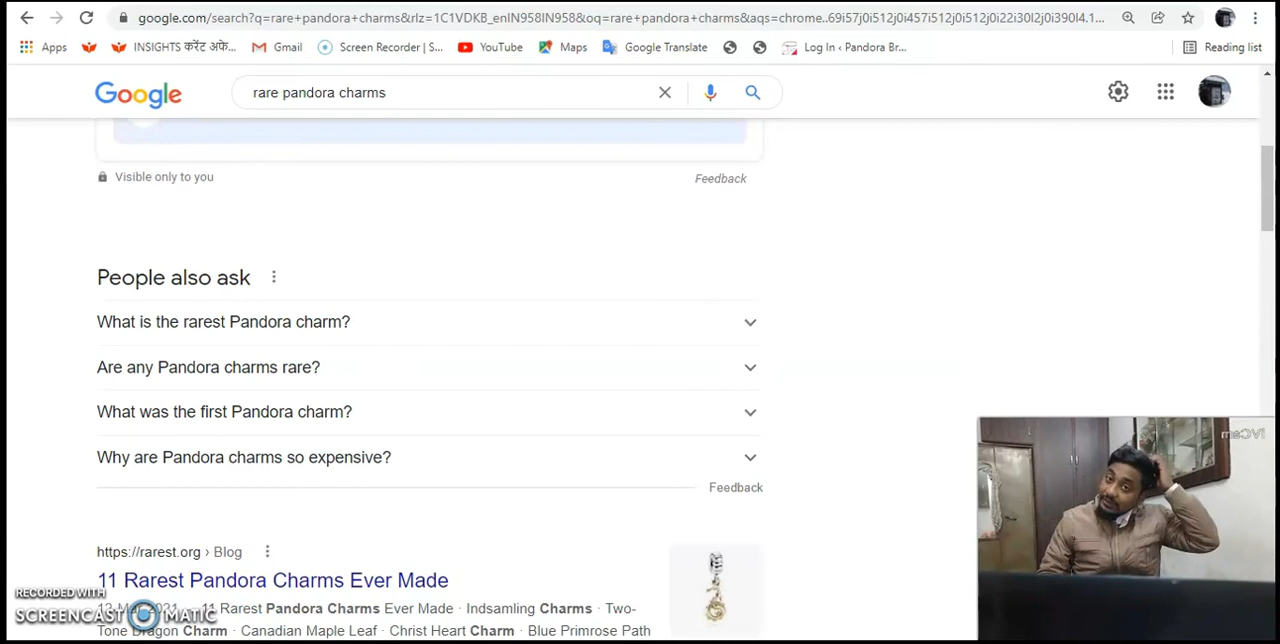 google.com/search?q=rare+pandora+charms&rlz=1C1VDKB_enIN958IN958&oq=rare+pandora+charms&aqs=chrome..69i57j0i512j0i457i512j0i512j0i22i30l2j0i390l4.1...
Apps INSIGHTS करेंट अफे... Gmail Screen Recorder | S... YouTube Maps Google Translate Log In ‹ Pandora Br... Reading list
Google rare pandora charms
Visible only to you Feedback
People also ask
What is the rarest Pandora charm?
Are any Pandora charms rare?
What was the first Pandora charm?
Why are Pandora charms so expensive?
Feedback
https://rarest.org › Blog
11 Rarest Pandora Charms Ever Made
11 Rarest Pandora Charms Ever Made · Indsamling Charms · Two-
Tone Dragon Charm · Canadian Maple Leaf · Christ Heart Charm · Blue Primrose Path
RECORDED WITH
SCREENCAST MATIC
iVCam